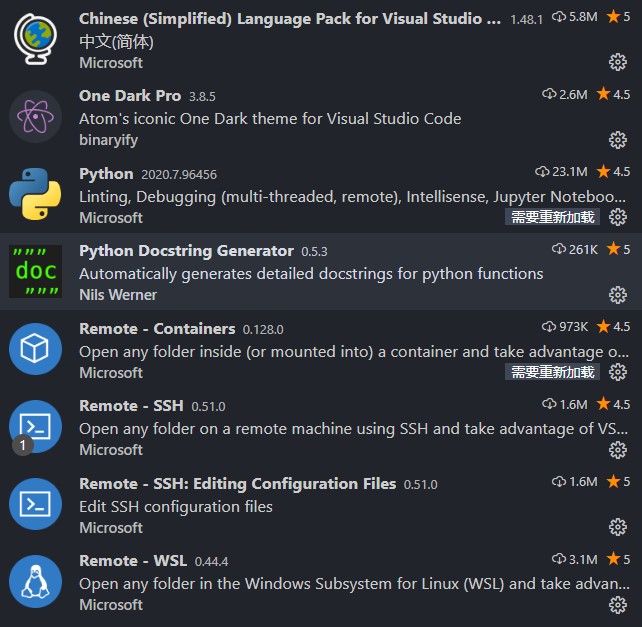 Chinese (Simplified) Language Pack for Visual Studio ... 1.48.1 5.8M 5
中文(简体)
Microsoft
One Dark Pro 3.8.5 2.6M 4.5
Atom's iconic One Dark theme for Visual Studio Code
binaryify
Python 2020.7.96456 23.1M 4.5
Linting, Debugging (multi-threaded, remote), Intellisense, Jupyter Noteboo...
Microsoft 需要重新加载
"""
doc
"""
Python Docstring Generator 0.5.3 261K 5
Automatically generates detailed docstrings for python functions
Nils Werner
Remote - Containers 0.128.0 973K 4.5
Open any folder inside (or mounted into) a container and take advantage o...
Microsoft 需要重新加载
Remote - SSH 0.51.0 1.6M 4.5
Open any folder on a remote machine using SSH and take advantage of VS...
1 Microsoft
Remote - SSH: Editing Configuration Files 0.51.0 1.6M 5
Edit SSH configuration files
Microsoft
Remote - WSL 0.44.4 3.1M 5
Open any folder in the Windows Subsystem for Linux (WSL) and take advan...
Microsoft